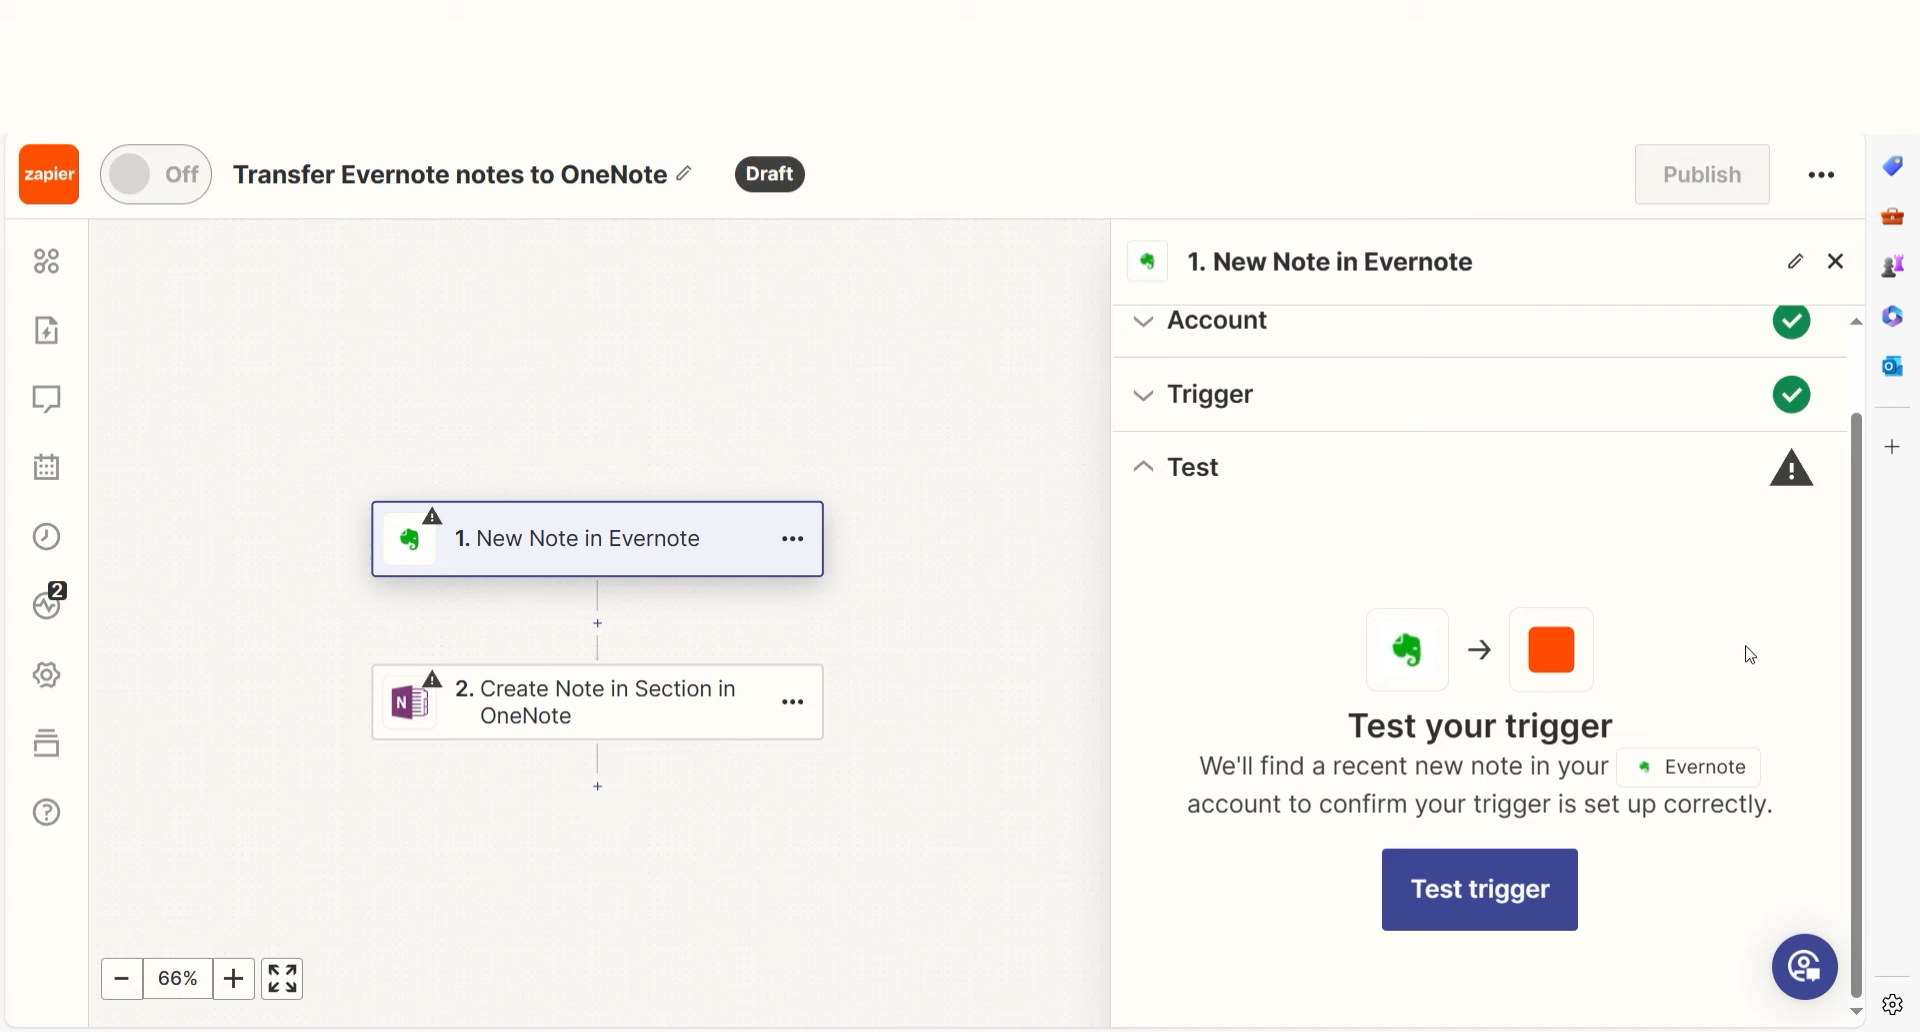 zapier
Off
Transfer Evernote notes to OneNote
Draft
Publish
1. New Note in Evernote
Account
Trigger
Test
1. New Note in Evernote
2
N
2. Create Note in Section in
OneNote
Test your trigger
We'll find a recent new note in your Evernote
account to confirm your trigger is set up correctly.
Test trigger
66%